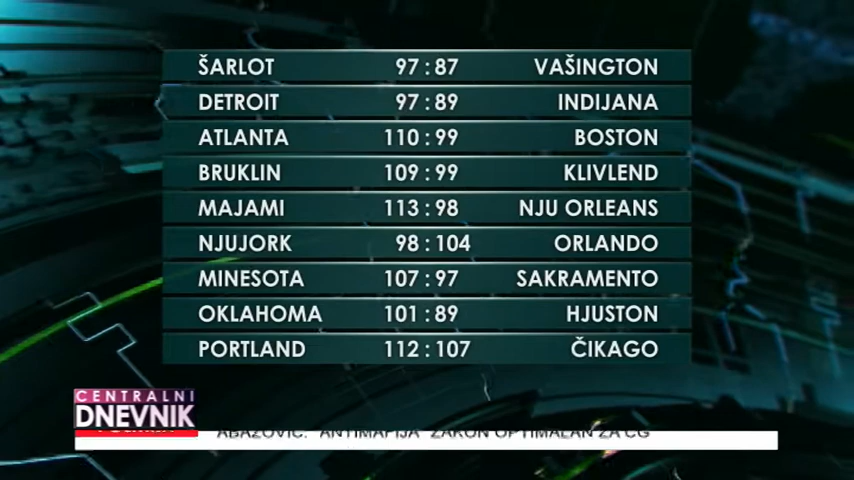 ŠARLOT 97 : 87 VAŠINGTON
DETROIT 97 : 89 INDIJANA
ATLANTA 110 : 99 BOSTON
BRUKLIN 109 : 99 KLIVLEND
MAJAMI 113 : 98 NJU ORLEANS
NJUJORK 98 : 104 ORLANDO
MINESOTA 107 : 97 SAKRAMENTO
OKLAHOMA 101 : 89 HJUSTON
PORTLAND 112 : 107 ČIKAGO
CENTRALNI
DNEVNIK
ABAZOVIĆ: "ANTIMAFIJA" ZAKON OPTIMALAN ZA CG